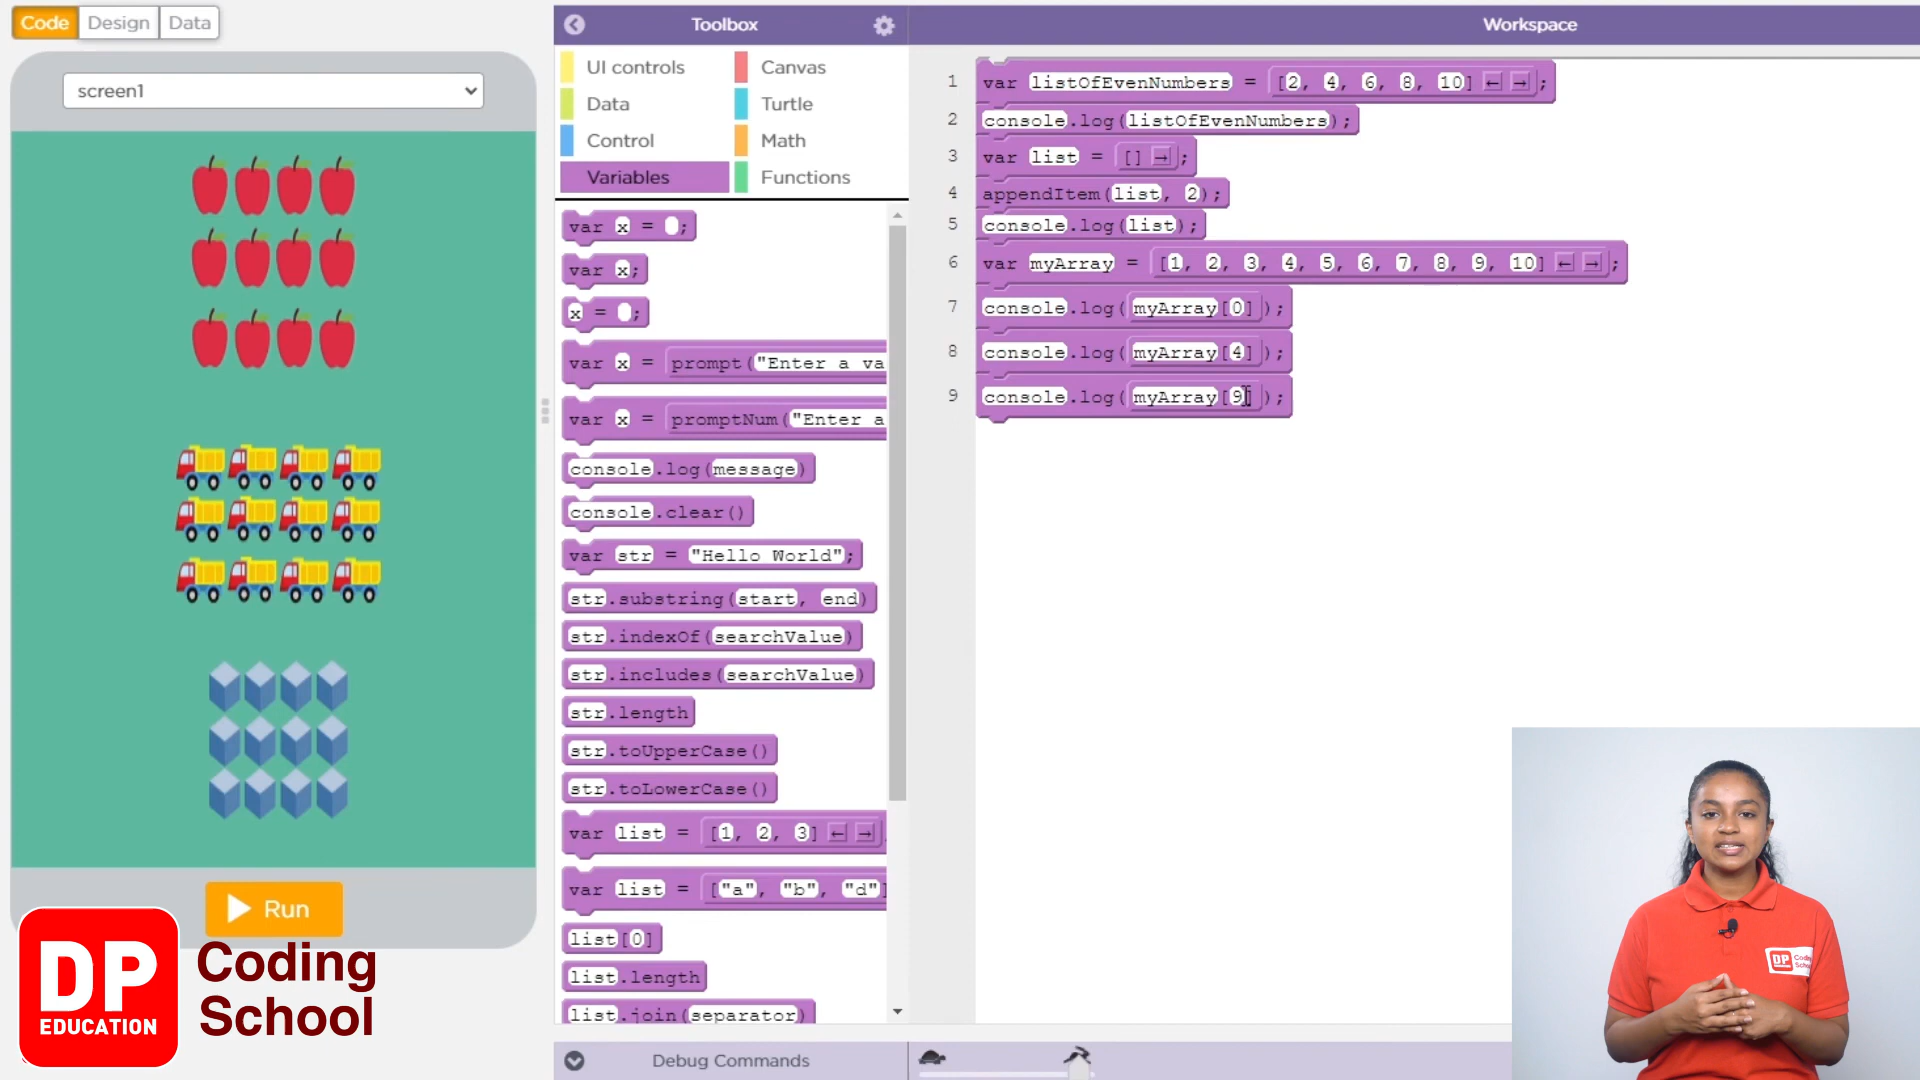 Code Design Data
screen1
Run
DP
EDUCATION
Coding
School
Toolbox
UI controls
Canvas
Data
Turtle
Control
Math
Variables
Functions
var x = ;
var x;
x = ;
var x = prompt("Enter a va
var x = promptNum("Enter a
console.log(message)
console.clear()
var str = "Hello World";
str.substring(start, end)
str.indexOf(searchValue)
str.includes(searchValue)
str.length
str.toUpperCase()
str.toLowerCase()
var list = [1, 2, 3] ← →
var list = ["a", "b", "d"]
list[0]
list.length
list.join(separator)
Debug Commands
Workspace
1 var listOfEvenNumbers = [2, 4, 6, 8, 10] ← → ;
2 console.log(listOfEvenNumbers);
3 var list = [] → ;
4 appendItem(list, 2);
5 console.log(list);
6 var myArray = [1, 2, 3, 4, 5, 6, 7, 8, 9, 10] ← → ;
7 console.log( myArray[0] );
8 console.log( myArray[4] );
9 console.log( myArray[9] );
DP